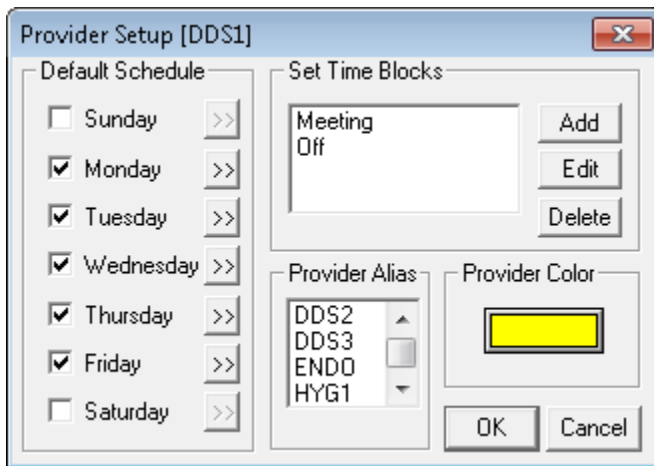 Provider Setup [DDS1]
Default Schedule
Sunday >>
Monday >>
Tuesday >>
Wednesday >>
Thursday >>
Friday >>
Saturday >>
Set Time Blocks
Meeting
Off
Add
Edit
Delete
Provider Alias
DDS2
DDS3
ENDO
HYG1
Provider Color
OK
Cancel